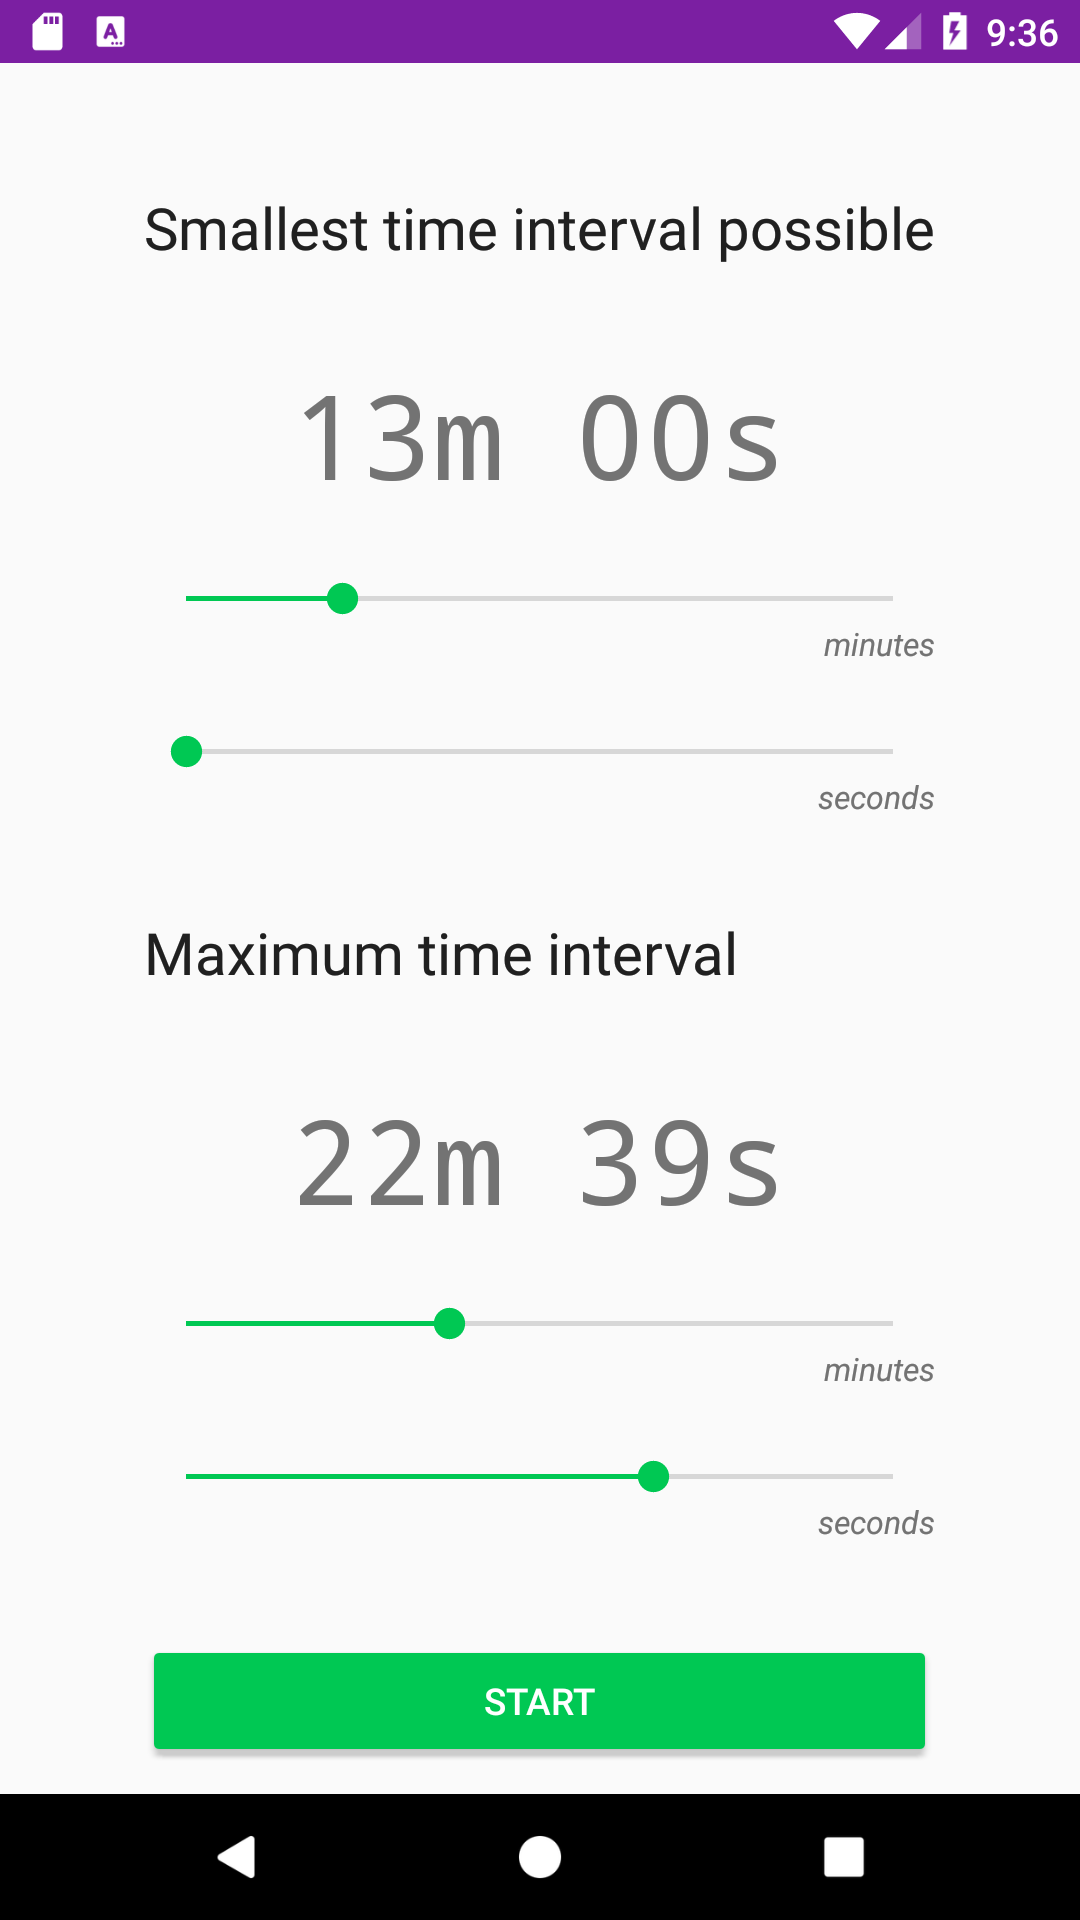 9:36
Smallest time interval possible
13m 00s
minutes
seconds
Maximum time interval
22m 39s
minutes
seconds
START